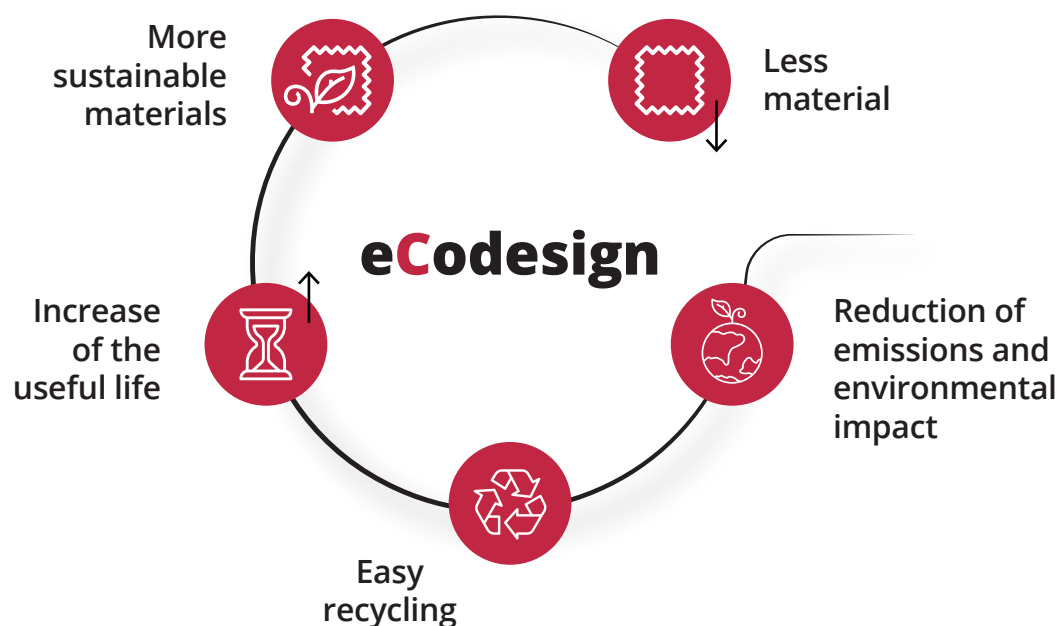 More
sustainable
materials
Less
material
eCodesign
Increase
of the
useful life
Reduction of
emissions and
environmental
impact
Easy
recycling